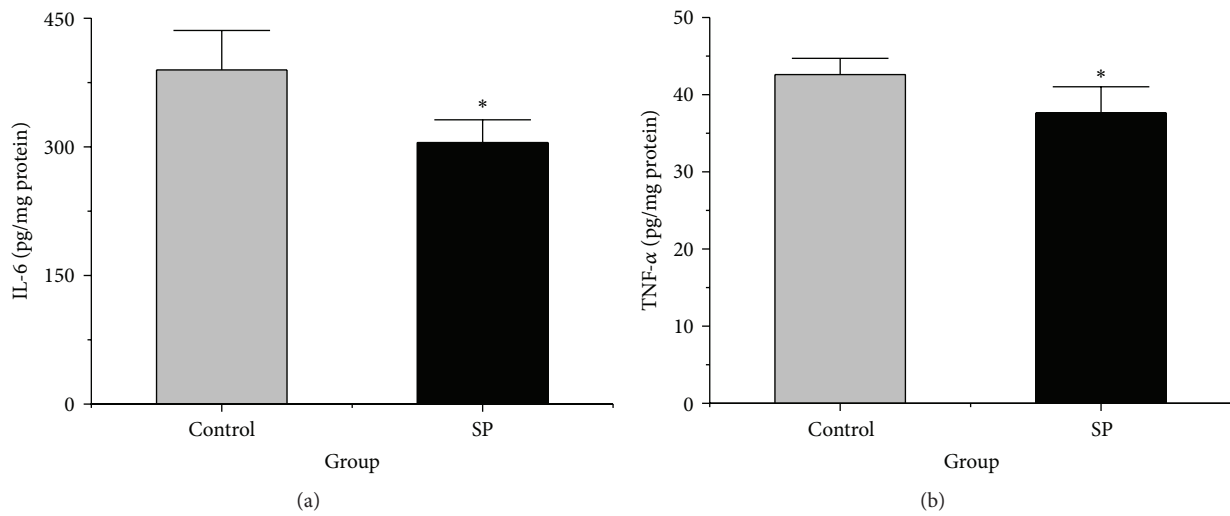 450
300
150
0
IL-6 (pg/mg protein)
*
Control
SP
Group
(a)
50
40
30
20
10
0
TNF-α (pg/mg protein)
*
Control
SP
Group
(b)